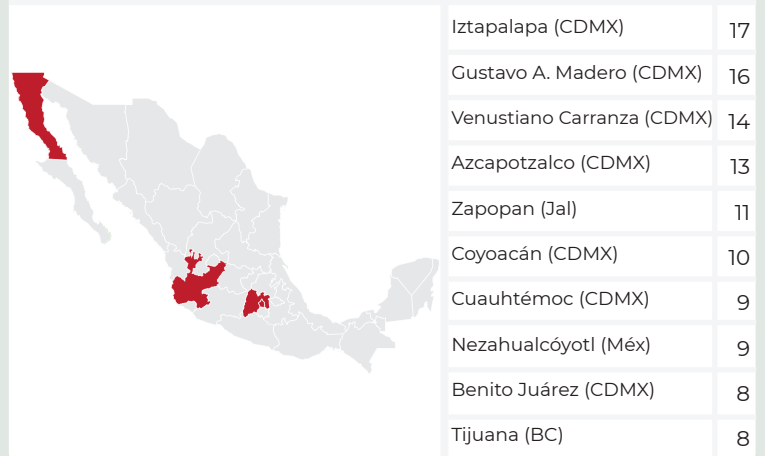 Iztapalapa (CDMX) 17
Gustavo A. Madero (CDMX) 16
Venustiano Carranza (CDMX) 14
Azcapotzalco (CDMX) 13
Zapopan (Jal) 11
Coyoacán (CDMX) 10
Cuauhtémoc (CDMX) 9
Nezahualcóyotl (Méx) 9
Benito Juárez (CDMX) 8
Tijuana (BC) 8